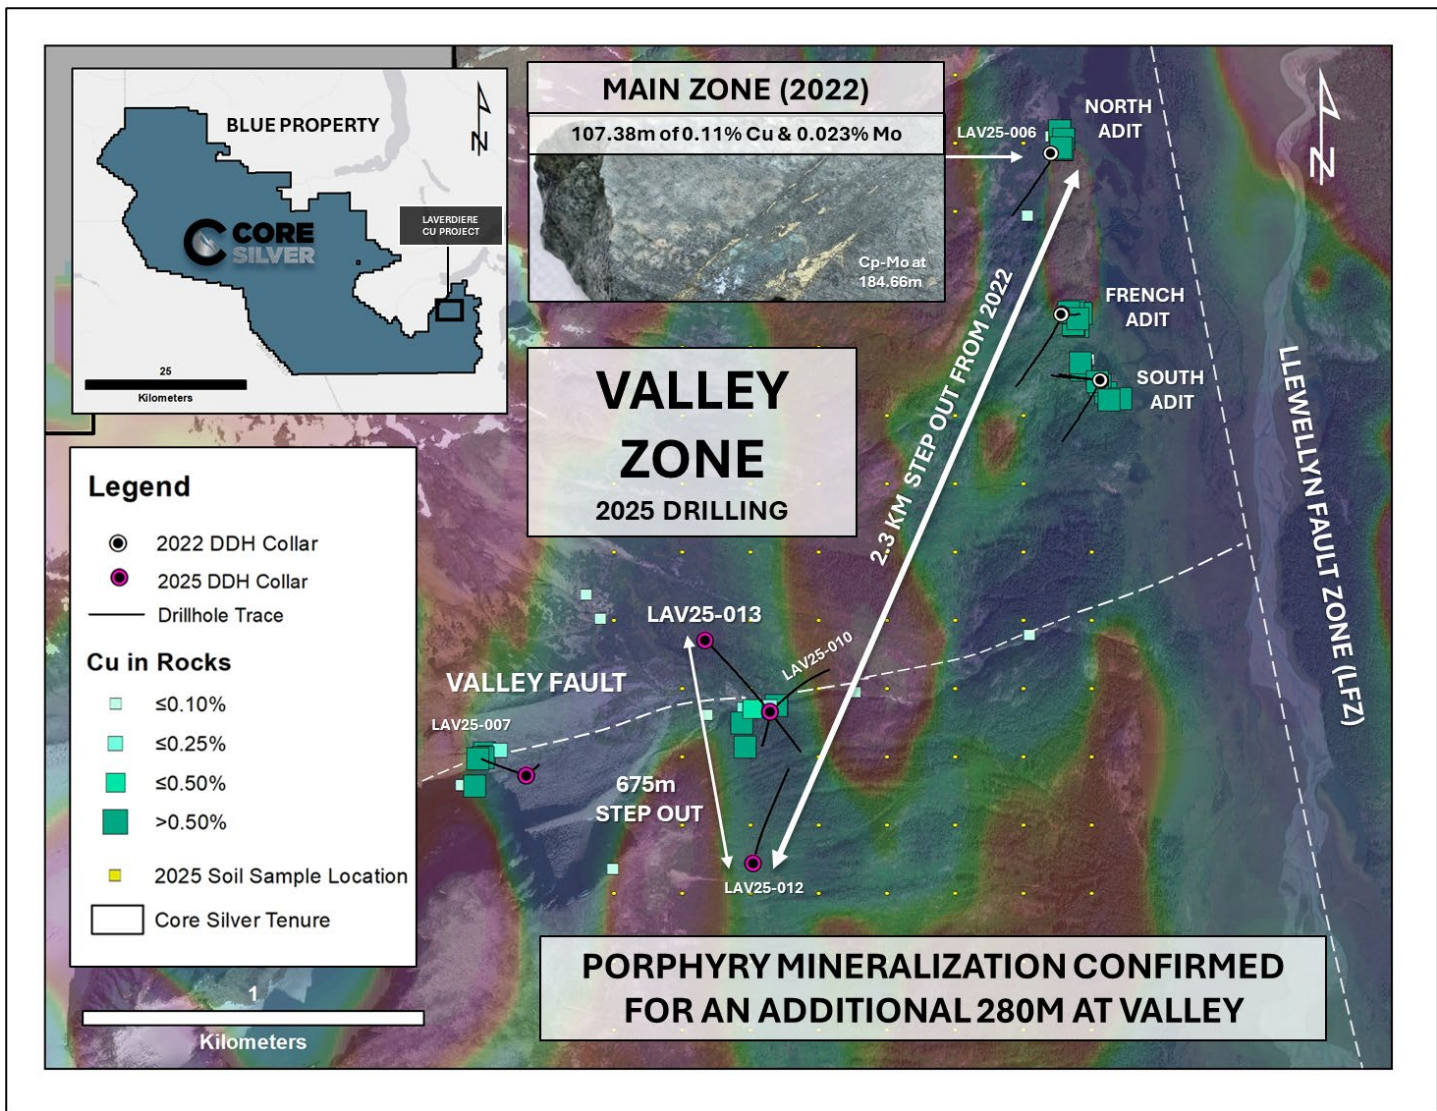 BLUE PROPERTY
N
CORE
SILVER
LAVERDIERE
CU PROJECT
25
Kilometers
MAIN ZONE (2022)
107.38m of 0.11% Cu & 0.023% Mo
Cp-Mo at
184.66m
LAV25-006
NORTH
ADIT
N
FRENCH
ADIT
SOUTH
ADIT
VALLEY
ZONE
2025 DRILLING
2.3 KM STEP OUT FROM 2022
LLEWELLYN FAULT ZONE (LFZ)
Legend
2022 DDH Collar
2025 DDH Collar
Drillhole Trace
Cu in Rocks
≤0.10%
≤0.25%
≤0.50%
>0.50%
2025 Soil Sample Location
Core Silver Tenure
1
Kilometers
LAV25-013
LAV25-010
VALLEY FAULT
LAV25-007
675m
STEP OUT
LAV25-012
PORPHYRY MINERALIZATION CONFIRMED
FOR AN ADDITIONAL 280M AT VALLEY